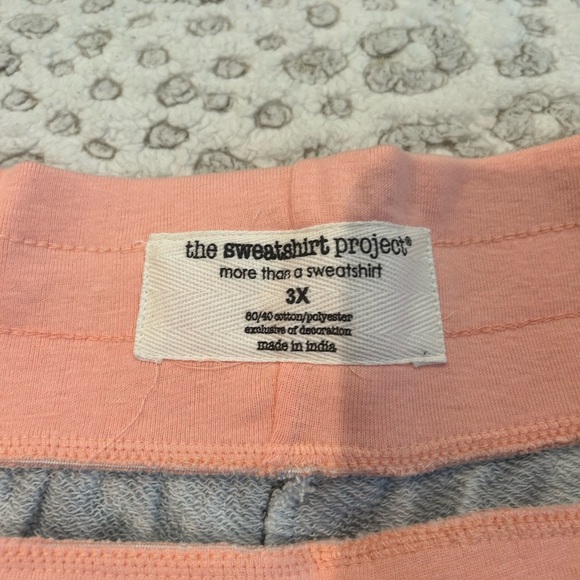 the sweatshirt project®
more than a sweatshirt
3X
60/40 cotton/polyester
exclusive of decoration
made in india